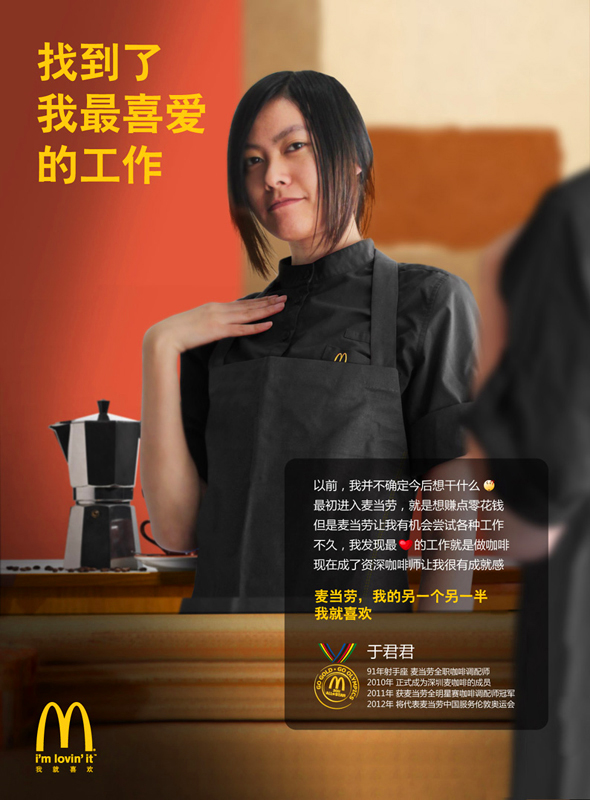 找到了
我最喜爱
的工作
以前，我并不确定今后想干什么
最初进入麦当劳，就是想赚点零花钱
但是麦当劳让我有机会尝试各种工作
不久，我发现最❤的工作就是做咖啡
现在成了资深咖啡师让我很有成就感
麦当劳，我的另一个另一半
我就喜欢
于君君
91年射手座 麦当劳全职咖啡调配师
2010年 正式成为深圳麦咖啡的成员
2011年 获麦当劳全明星赛咖啡调配师冠军
2012年 将代表麦当劳中国服务伦敦奥运会
GO GOLD · GO OLYMPICS
i'm lovin' it™
我就喜欢